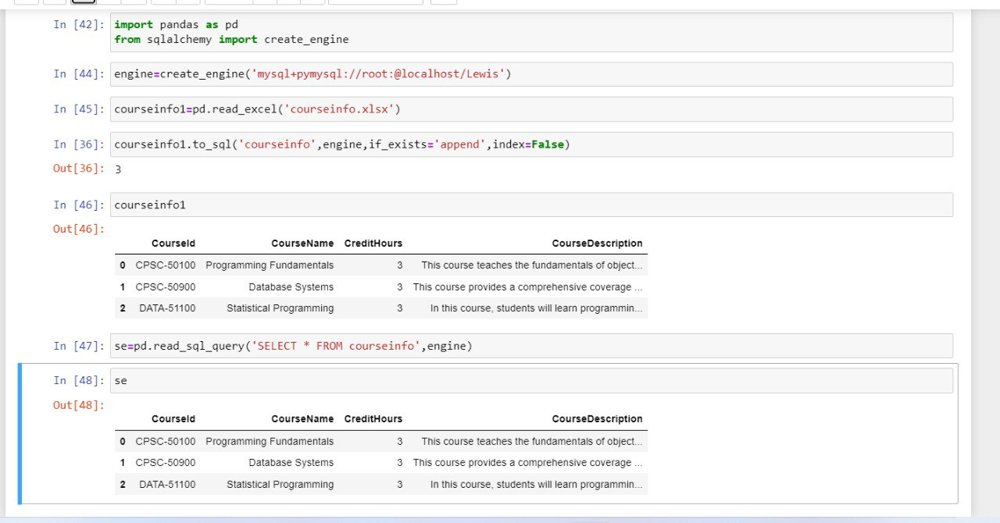 In [42]: import pandas as pd
from sqlalchemy import create_engine
In [44]: engine=create_engine('mysql+pymysql://root:@localhost/Lewis')
In [45]: courseinfo1=pd.read_excel('courseinfo.xlsx')
In [36]: courseinfo1.to_sql('courseinfo',engine,if_exists='append',index=False)
Out[36]: 3
In [46]: courseinfo1
Out[46]:
CourseId CourseName CreditHours CourseDescription
0 CPSC-50100 Programming Fundamentals 3 This course teaches the fundamentals of object...
1 CPSC-50900 Database Systems 3 This course provides a comprehensive coverage ...
2 DATA-51100 Statistical Programming 3 In this course, students will learn programmin...
In [47]: se=pd.read_sql_query('SELECT * FROM courseinfo',engine)
In [48]: se
Out[48]:
CourseId CourseName CreditHours CourseDescription
0 CPSC-50100 Programming Fundamentals 3 This course teaches the fundamentals of object...
1 CPSC-50900 Database Systems 3 This course provides a comprehensive coverage ...
2 DATA-51100 Statistical Programming 3 In this course, students will learn programmin...